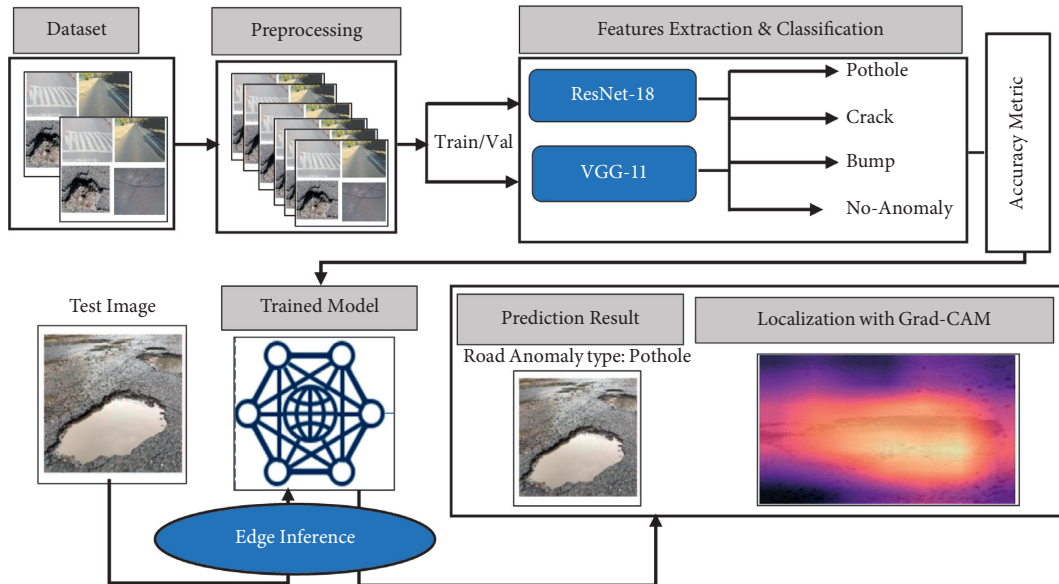 Dataset
Preprocessing
Features Extraction & Classification
Train/Val
ResNet-18
VGG-11
Pothole
Crack
Bump
No-Anomaly
Accuracy Metric
Test Image
Trained Model
Edge Inference
Prediction Result
Road Anomaly type: Pothole
Localization with Grad-CAM